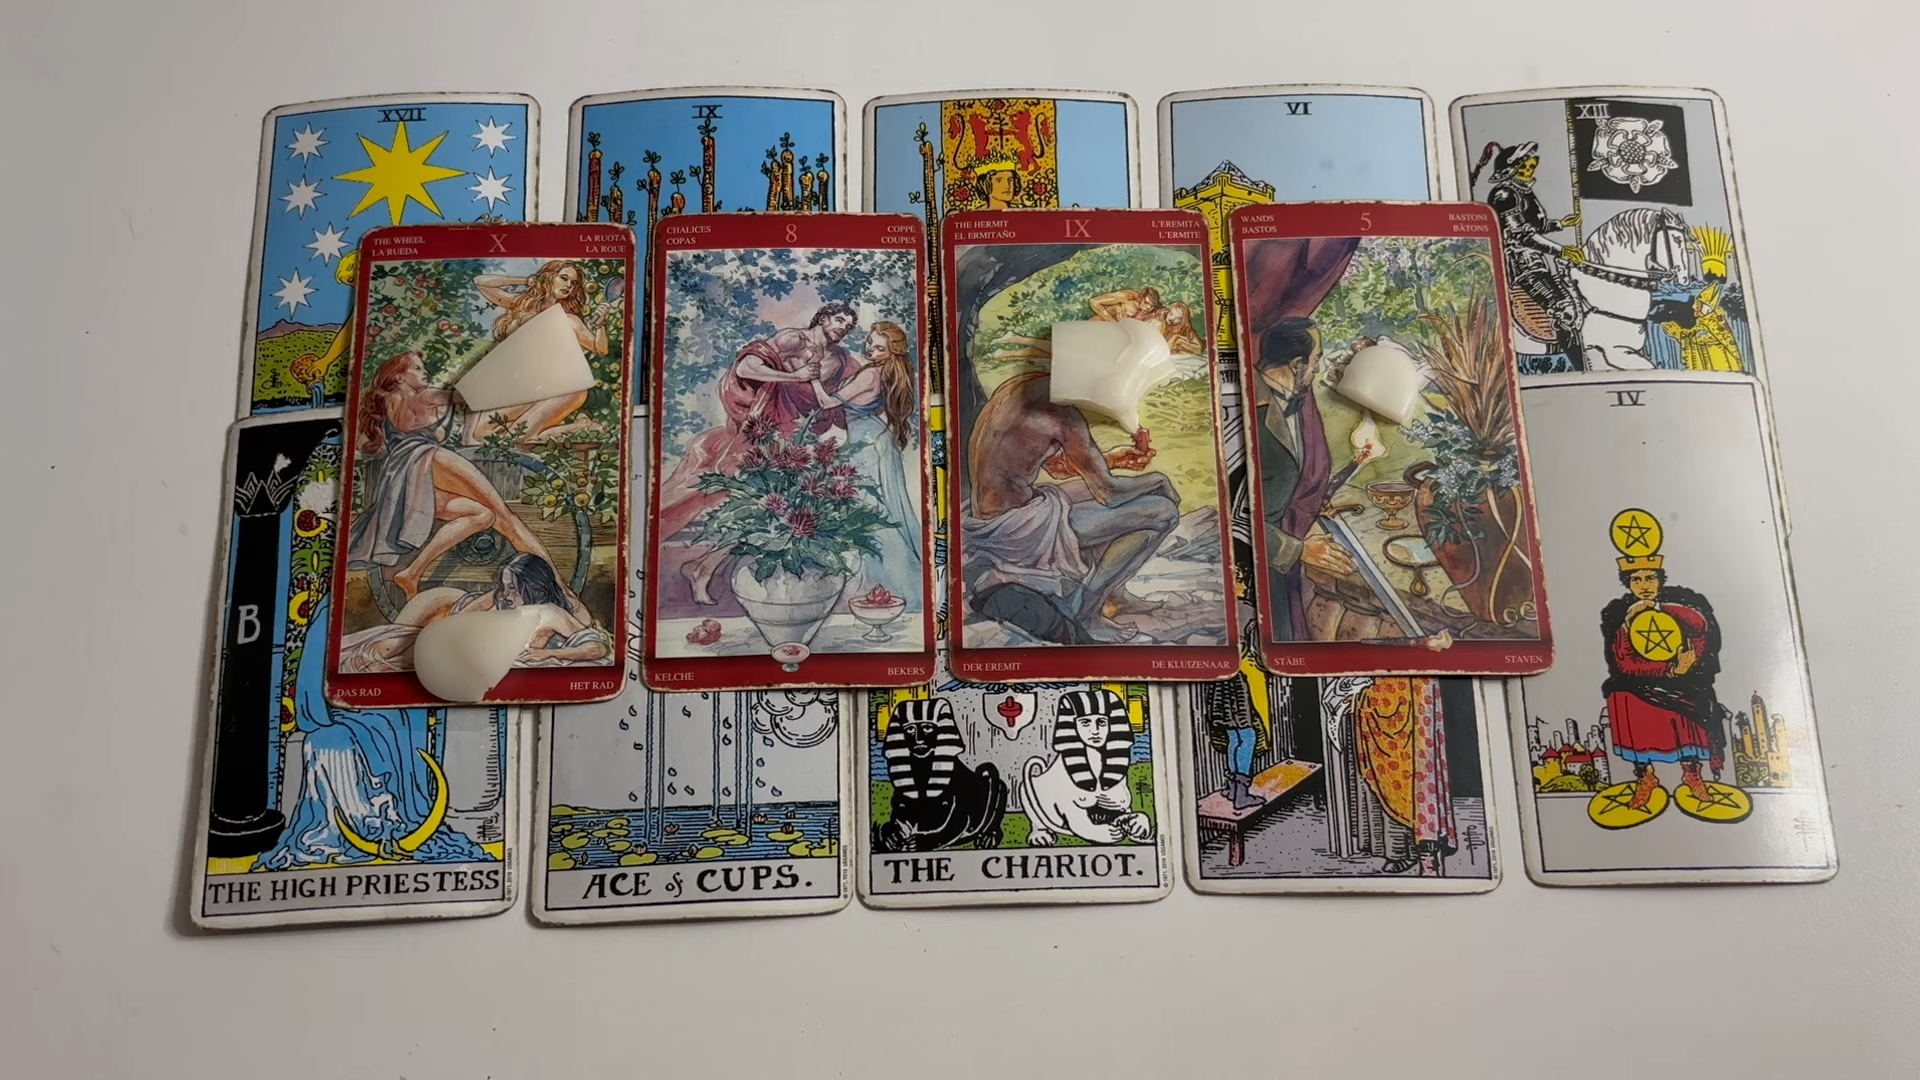 XVII
IX
VI
XIII
THE WHEEL X LA RUOTA
LA RUEDA LA ROUE
CHALICES 8 COPPE
COPAS COUPES
THE HERMIT IX L'EREMITA
EL ERMITAÑO L'ERMITE
WANDS 5 BASTONI
BASTOS BÂTONS
IV
B
DAS RAD HET RAD
KELCHE BEKERS
DER EREMIT DE KLUIZENAAR
STÄBE STAVEN
THE HIGH PRIESTESS
ACE of CUPS.
THE CHARIOT.